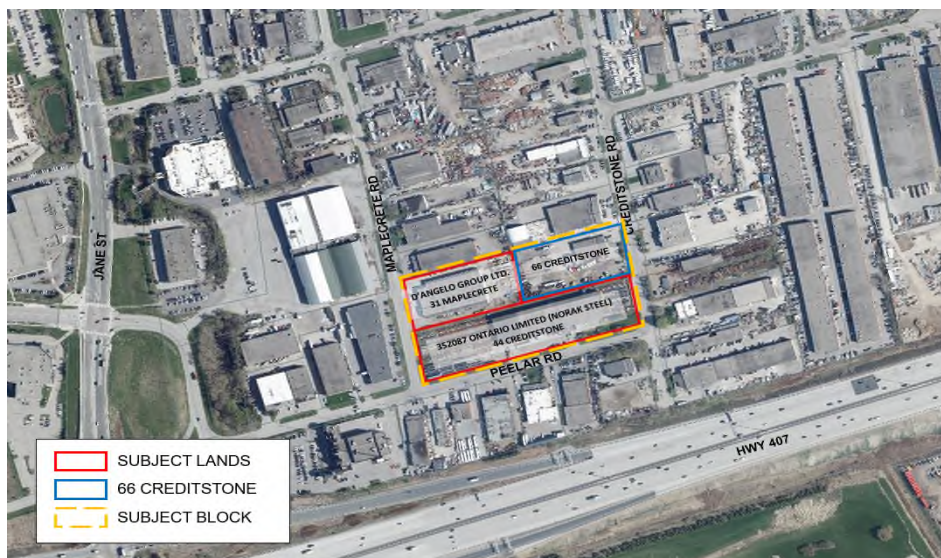 JANE ST
MAPLECRETE RD
CREDITSTONE RD
66 CREDITSTONE
D'ANGELO GROUP LTD.
31 MAPLECRETE
352087 ONTARIO LIMITED (NORAK STEEL)
44 CREDITSTONE
PEELAR RD
HWY 407
SUBJECT LANDS
66 CREDITSTONE
SUBJECT BLOCK